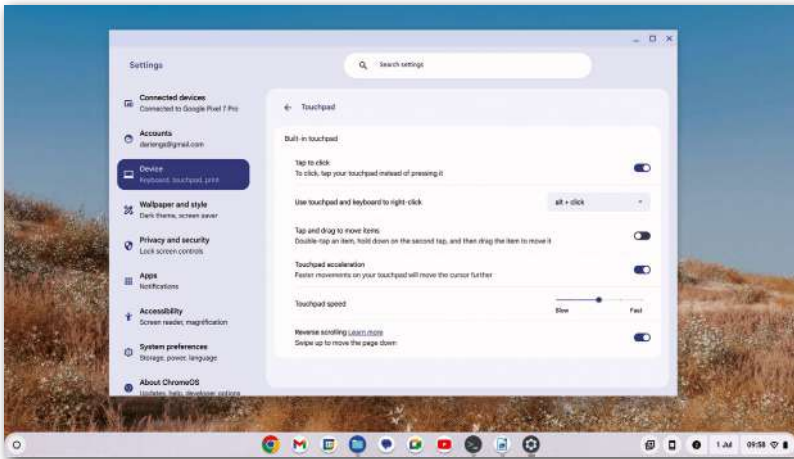 Settings
Search settings
Connected devices
Connected to Google Pixel 7 Pro
Accounts
Device
Keyboard, touchpad, print
Wallpaper and style
Dark theme, screen saver
Privacy and security
Lock screen controls
Apps
Notifications
Accessibility
Screen reader, magnification
System preferences
Storage, power, language
About ChromeOS
Updates, help, developer options
Touchpad
Built-in touchpad
Tap to click
To click, tap your touchpad instead of pressing it
Use touchpad and keyboard to right-click
alt + click
Tap and drag to move items
Double-tap an item, hold down on the second tap, and then drag the item to move it
Touchpad acceleration
Faster movements on your touchpad will move the cursor further
Touchpad speed
Slow Fast
Reverse scrolling Learn more
Swipe up to move the page down
1 Jul 09:58